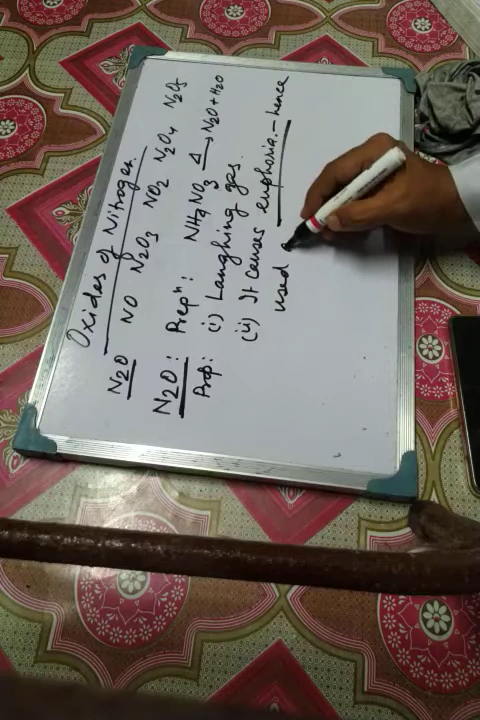 Oxides of Nitrogen.
N2O NO N2O3 NO2 N2O4 N2O5
N2O : Prepⁿ : NH4NO3 Δ→ N2O + H2O
Prop : (i) Laughing gas.
(ii) It causes euphoria. - hence
used